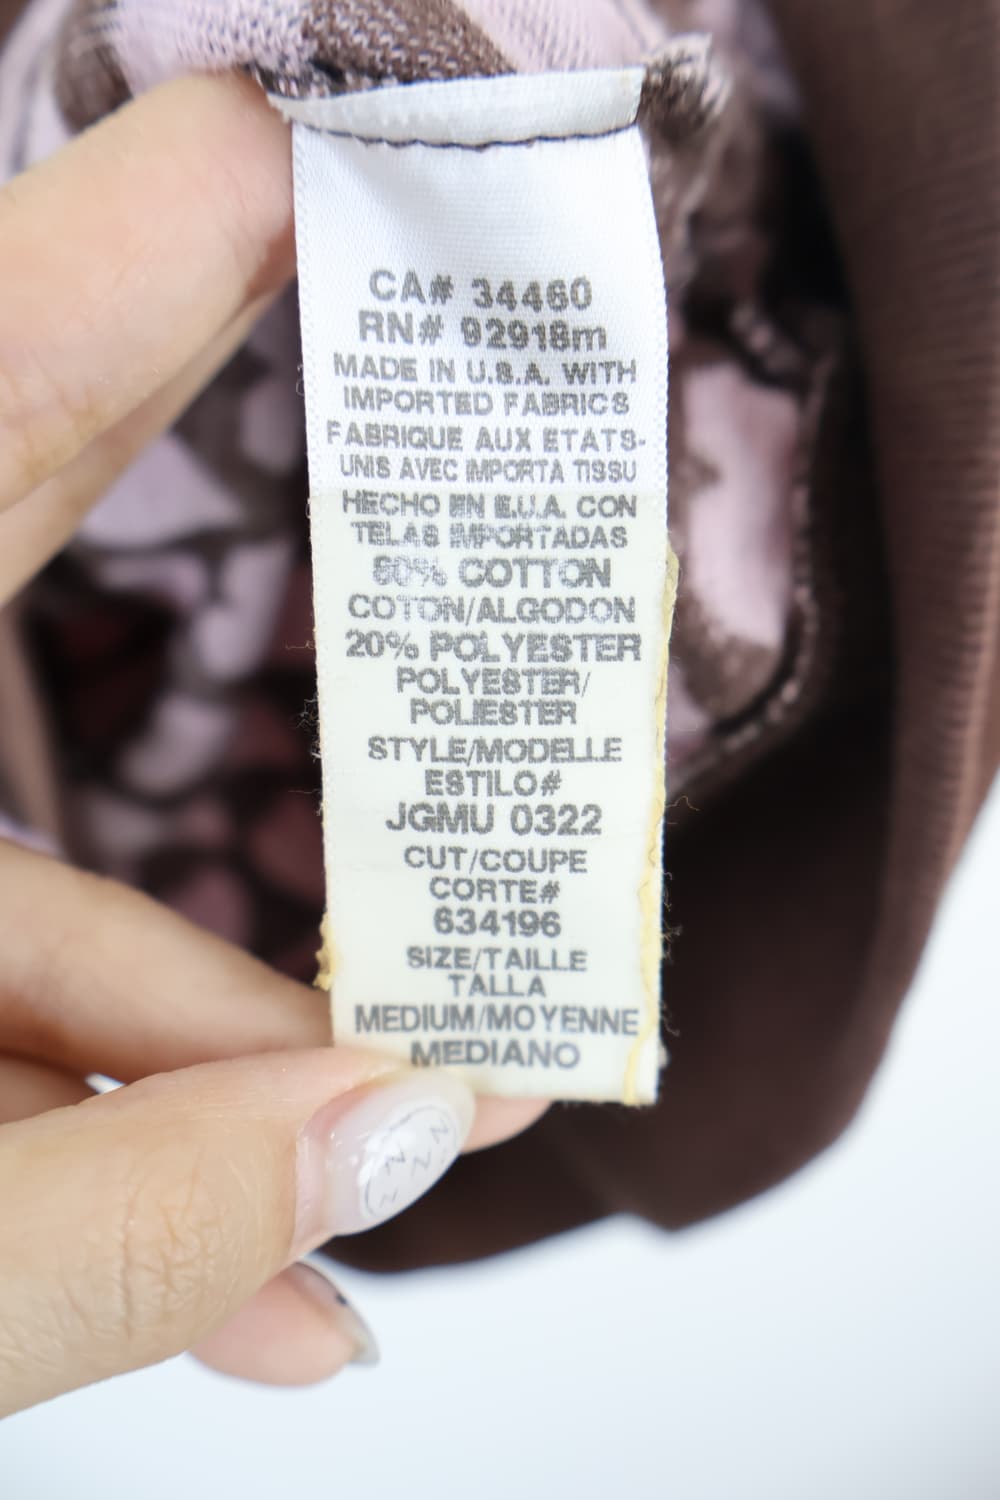 CA# 34460
RN# 92918m
MADE IN U.S.A. WITH
IMPORTED FABRICS
FABRIQUE AUX ETATS-
UNIS AVEC IMPORTA TISSU
HECHO EN E.U.A. CON
TELAS IMPORTADAS
80% COTTON
COTON/ALGODON
20% POLYESTER
POLYESTER/
POLIESTER
STYLE/MODELLE
ESTILO#
JGMU 0322
CUT/COUPE
CORTE#
634196
SIZE/TAILLE
TALLA
MEDIUM/MOYENNE
MEDIANO